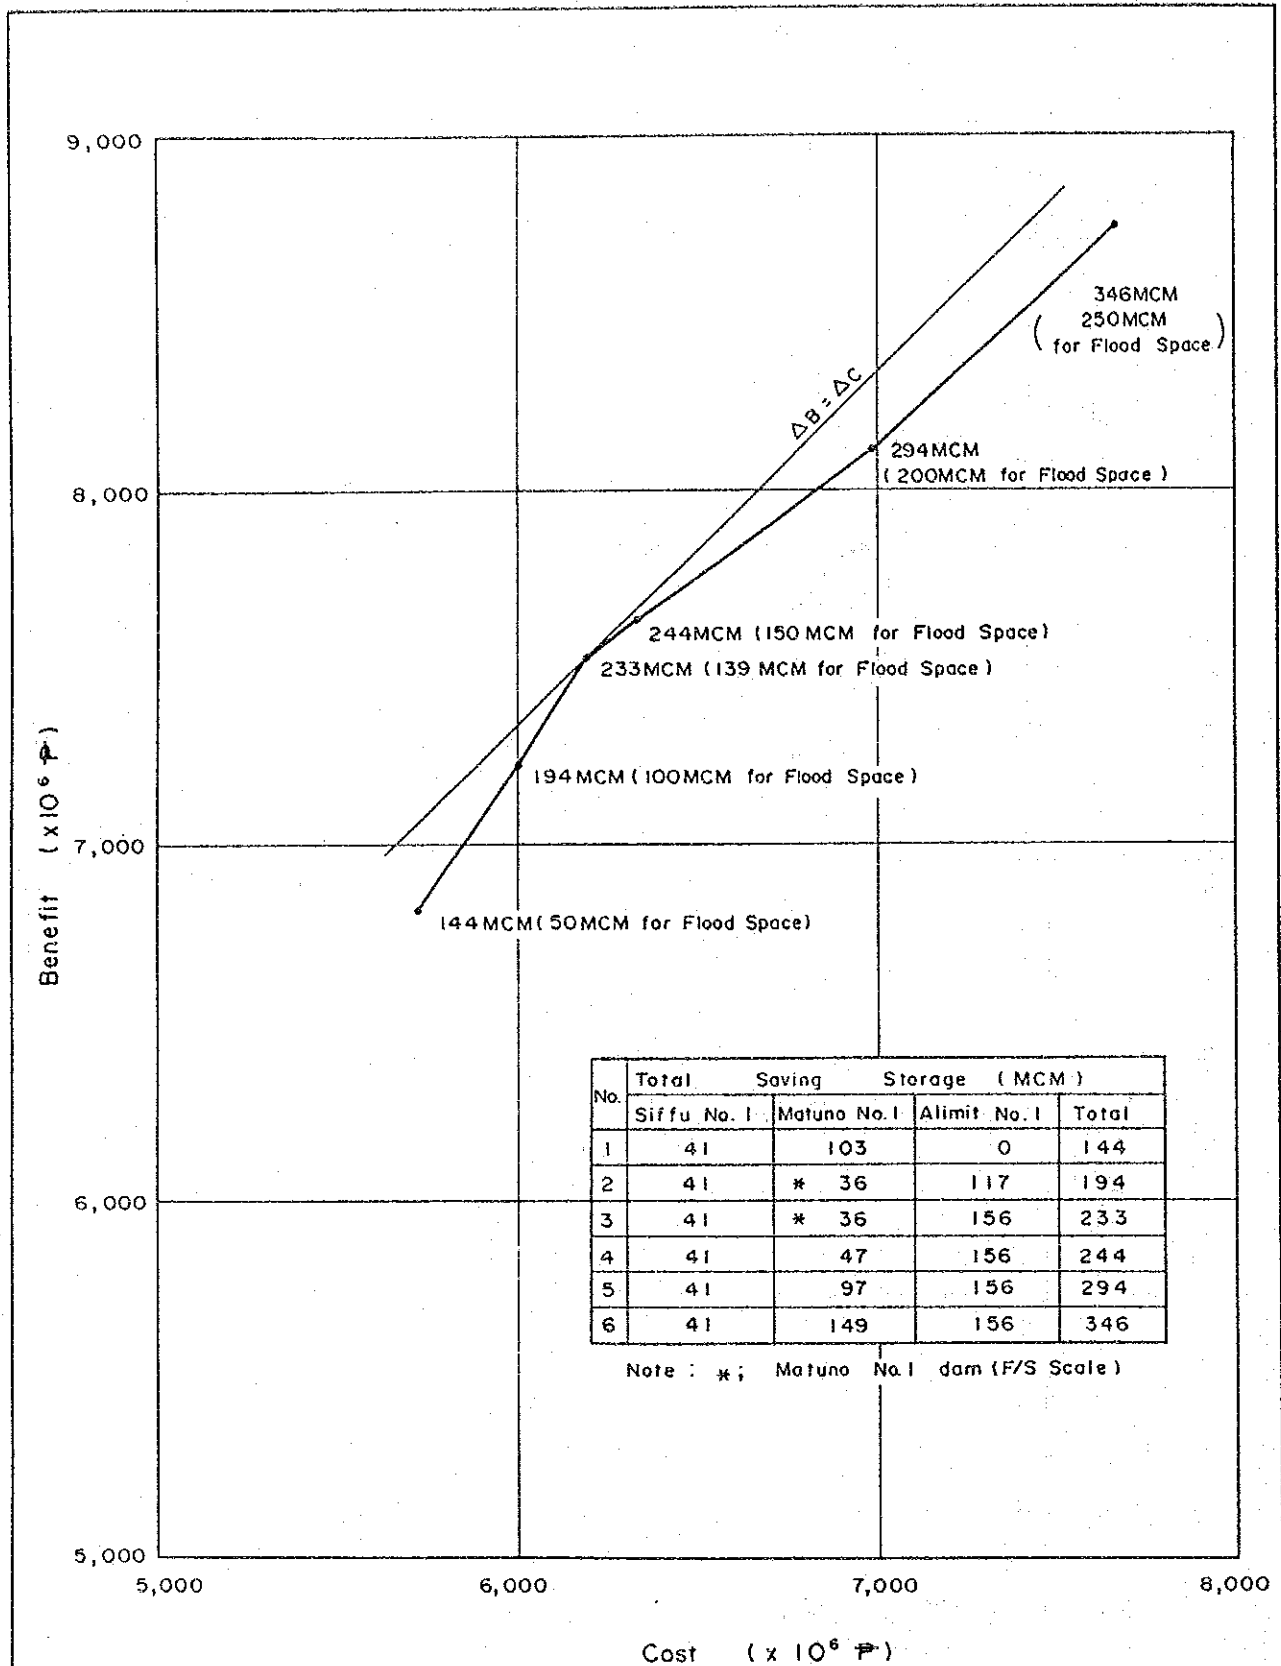 9,000
8,000
7,000
6,000
5,000
Benefit (x10⁶ ₱)
ΔB = ΔC
346MCM
( 250MCM
for Flood Space )
294MCM
(200MCM for Flood Space)
244MCM (150MCM for Flood Space)
233MCM (139 MCM for Flood Space)
194MCM (100MCM for Flood Space)
144MCM (50MCM for Flood Space)
No. Total Saving Storage (MCM)
Siffu No.1 Matuno No.1 Alimit No.1 Total
1 41 103 0 144
2 41 * 36 117 194
3 41 * 36 156 233
4 41 47 156 244
5 41 97 156 294
6 41 149 156 346
Note : *; Matuno No.1 dam (F/S Scale)
5,000 6,000 7,000 8,000
Cost (x 10⁶ ₱)